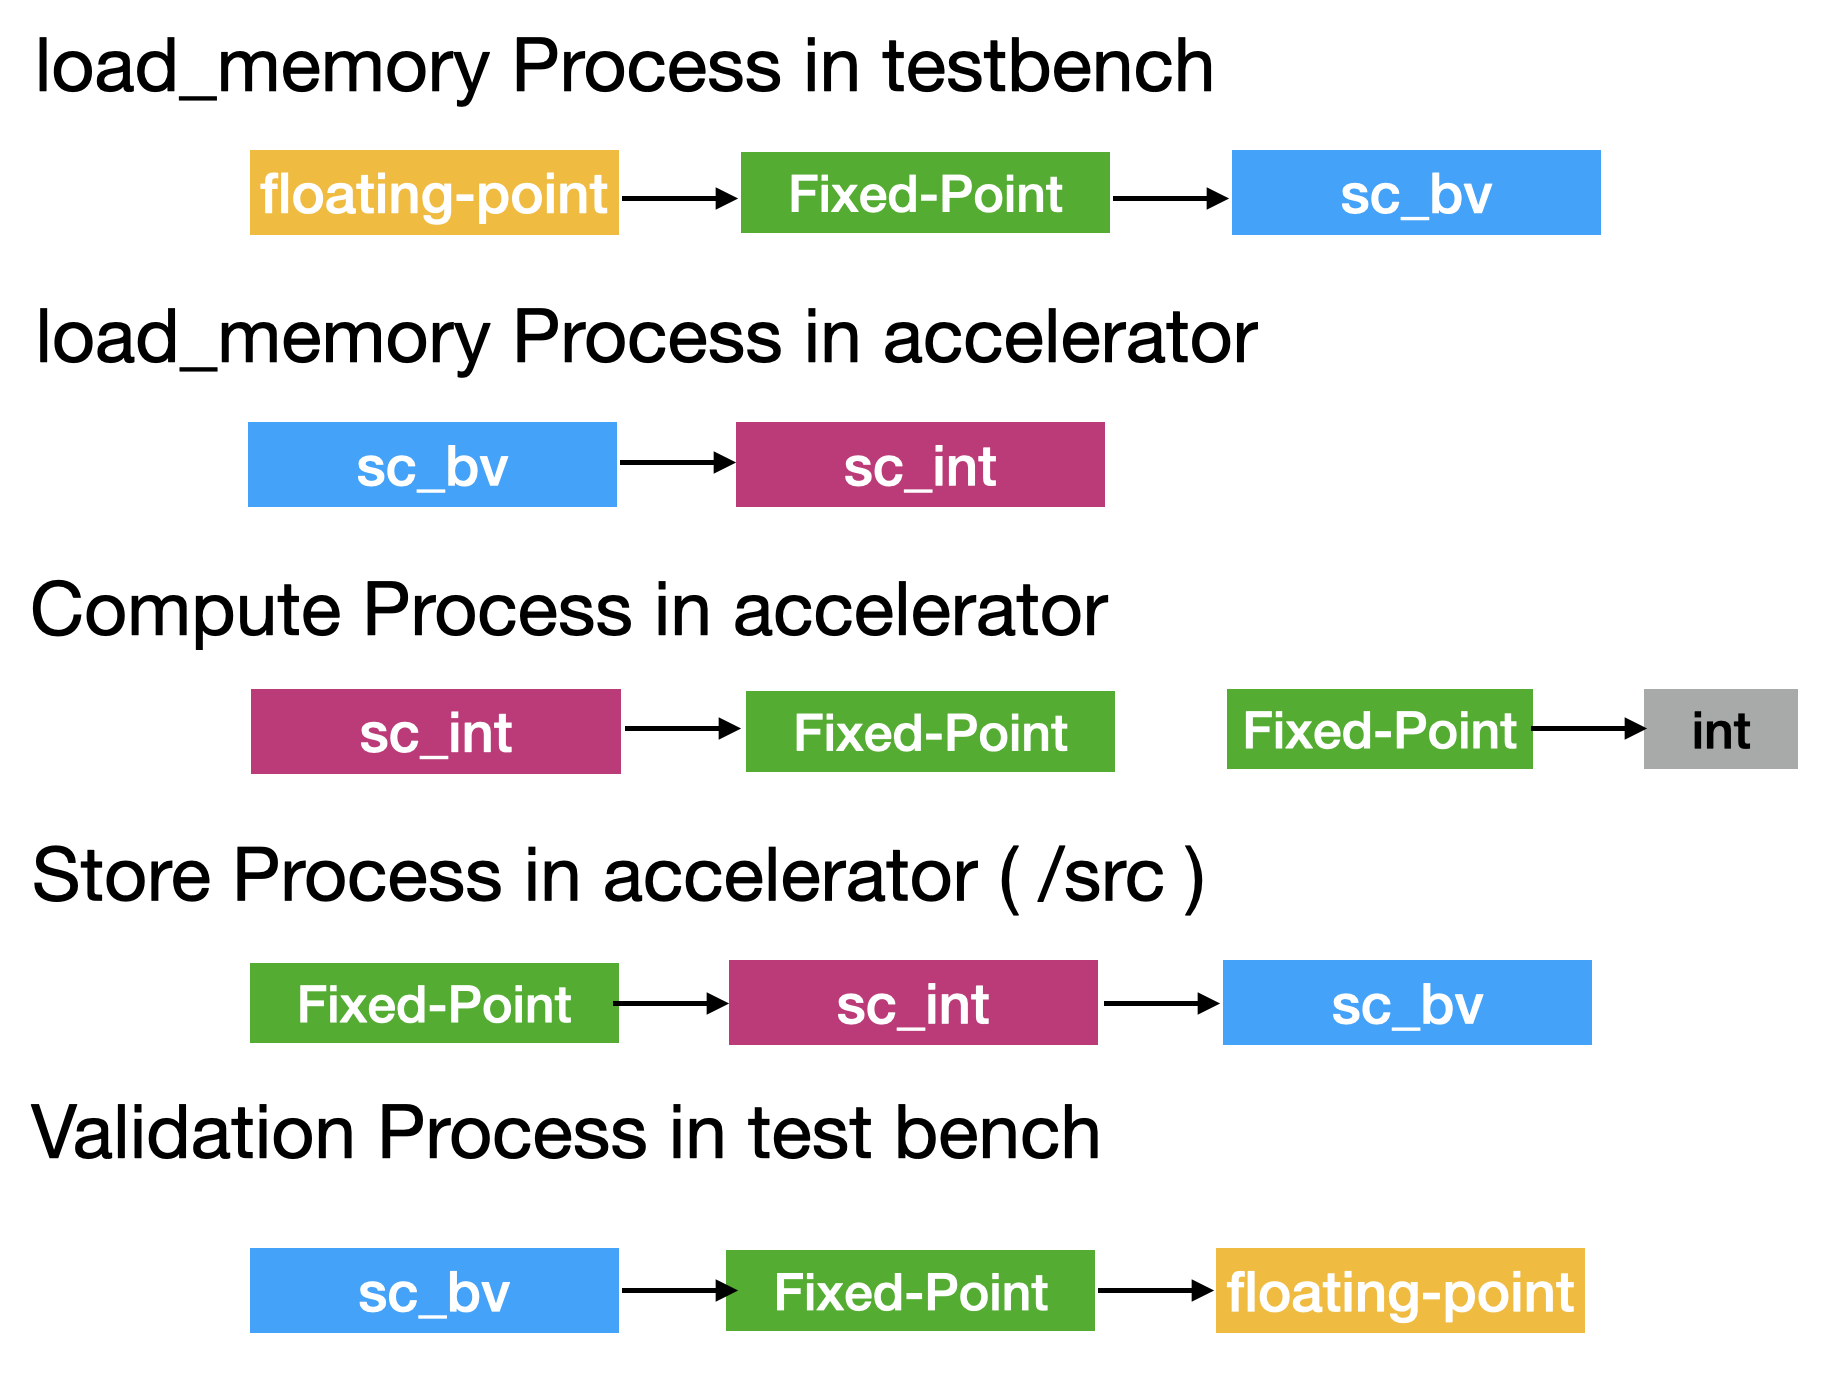 load_memory Process in testbench
floating-point Fixed-Point sc_bv
load_memory Process in accelerator
sc_bv sc_int
Compute Process in accelerator
sc_int Fixed-Point Fixed-Point int
Store Process in accelerator ( /src )
Fixed-Point sc_int sc_bv
Validation Process in test bench
sc_bv Fixed-Point floating-point